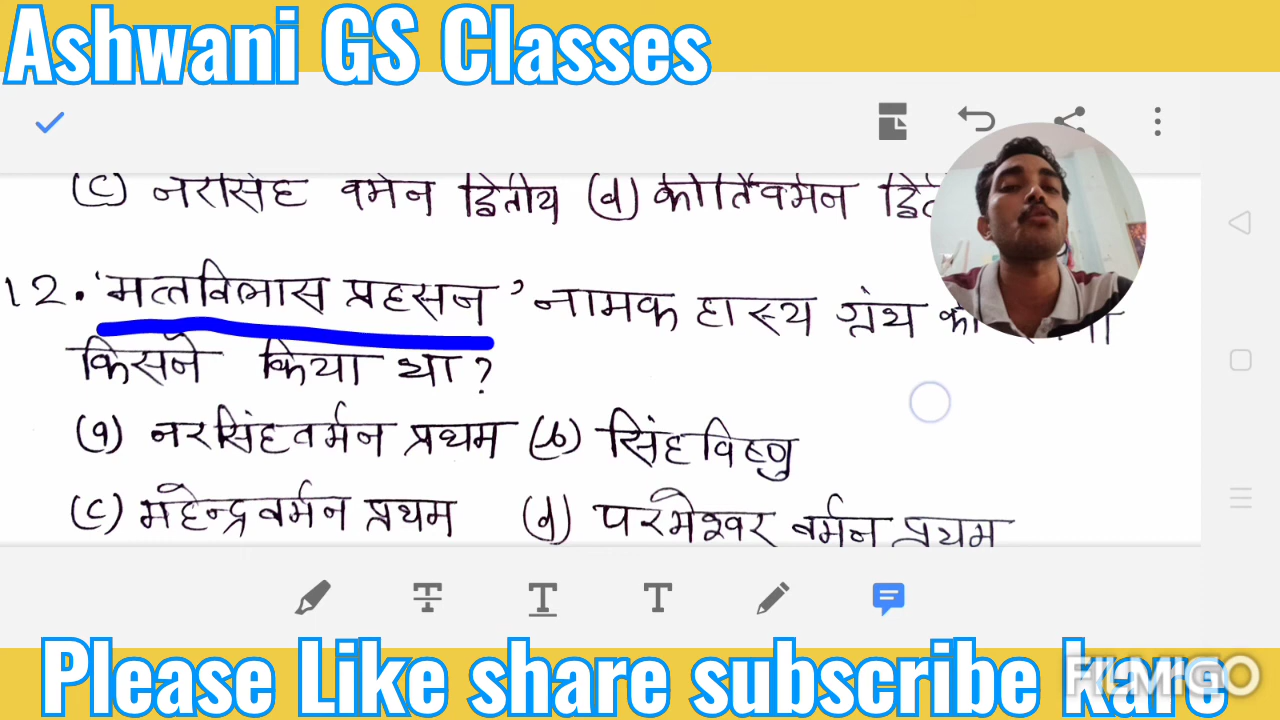 Ashwani GS Classes
(c) नरसिंह वर्मन द्वितीय (d) कीर्तिवर्मन
12. 'मत्तविलास प्रहसन' नामक हास्य ग्रंथ
किसने किया था?
(a) नरसिंहवर्मन प्रथम (b) सिंहविष्णु
(c) महेन्द्रवर्मन प्रथम (d) परमेश्वर वर्मन प्रथम
T T T
Please Like share subscribe kare
FILMIGO